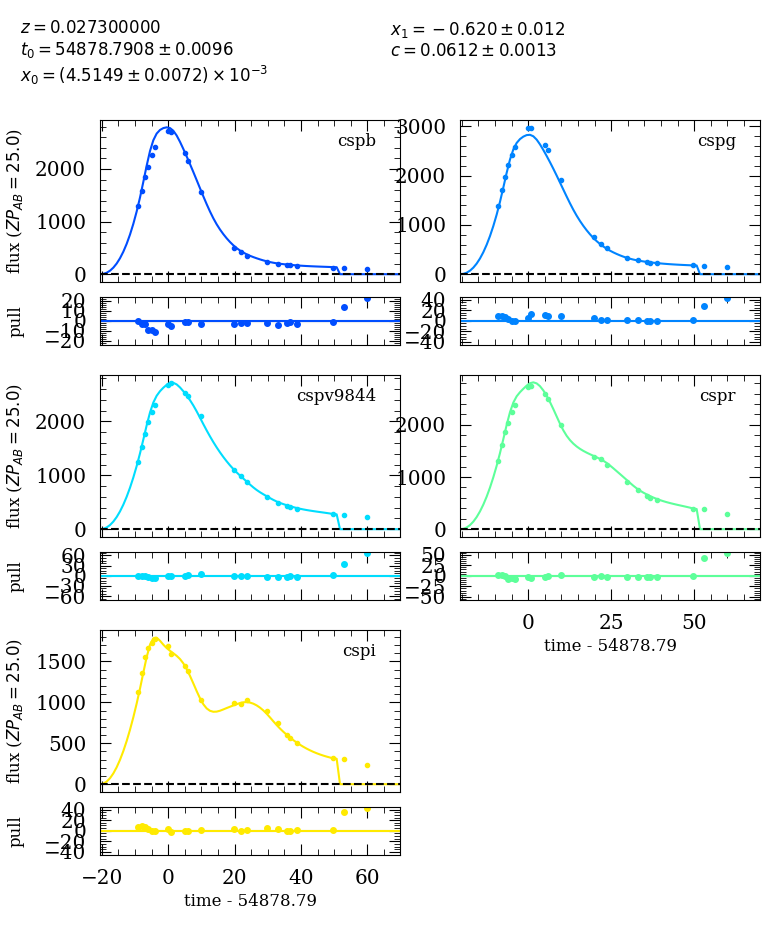 z = 0.027300000
t₀ = 54878.7908 ± 0.0096
x₀ = (4.5149 ± 0.0072) × 10⁻³
x₁ = −0.620 ± 0.012
c = 0.0612 ± 0.0013
cspb
flux (ZP_AB = 25.0)
2000
1000
0
pull
20
10
0
−10
−20
cspg
3000
2000
1000
0
40
20
0
−20
−40
cspv9844
flux (ZP_AB = 25.0)
2000
1000
0
pull
60
30
0
−30
−60
cspr
2000
1000
0
50
25
0
−25
−50
0 25 50
time - 54878.79
cspi
flux (ZP_AB = 25.0)
1500
1000
500
0
pull
40
20
0
−20
−40
−20 0 20 40 60
time - 54878.79